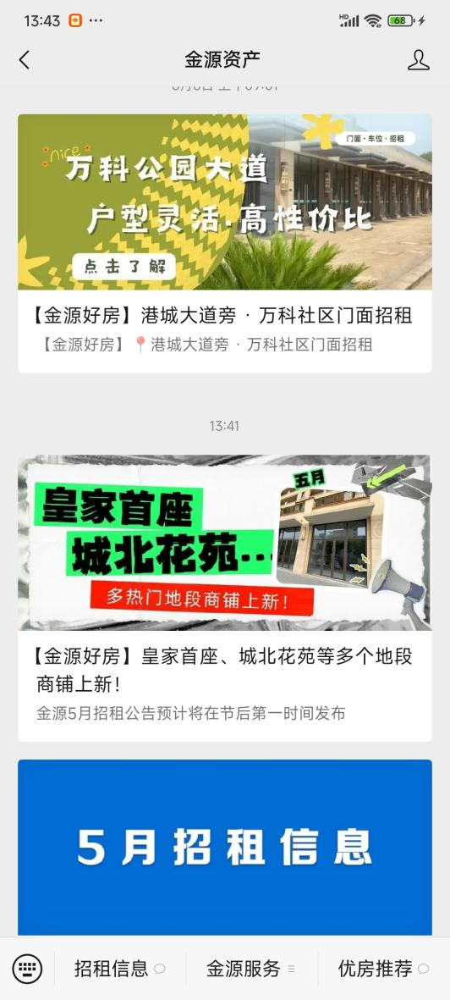 13:43
HD
68
金源资产
nice
门面·车位·招租
万科公园大道
户型灵活·高性价比
点击了解
【金源好房】港城大道旁 · 万科社区门面招租
【金源好房】📍港城大道旁 · 万科社区门面招租
13:41
五月
皇家首座
城北花苑···
多热门地段商铺上新！
【金源好房】皇家首座、城北花苑等多个地段
商铺上新！
金源5月招租公告预计将在节后第一时间发布
5月招租信息
招租信息
金源服务
优房推荐